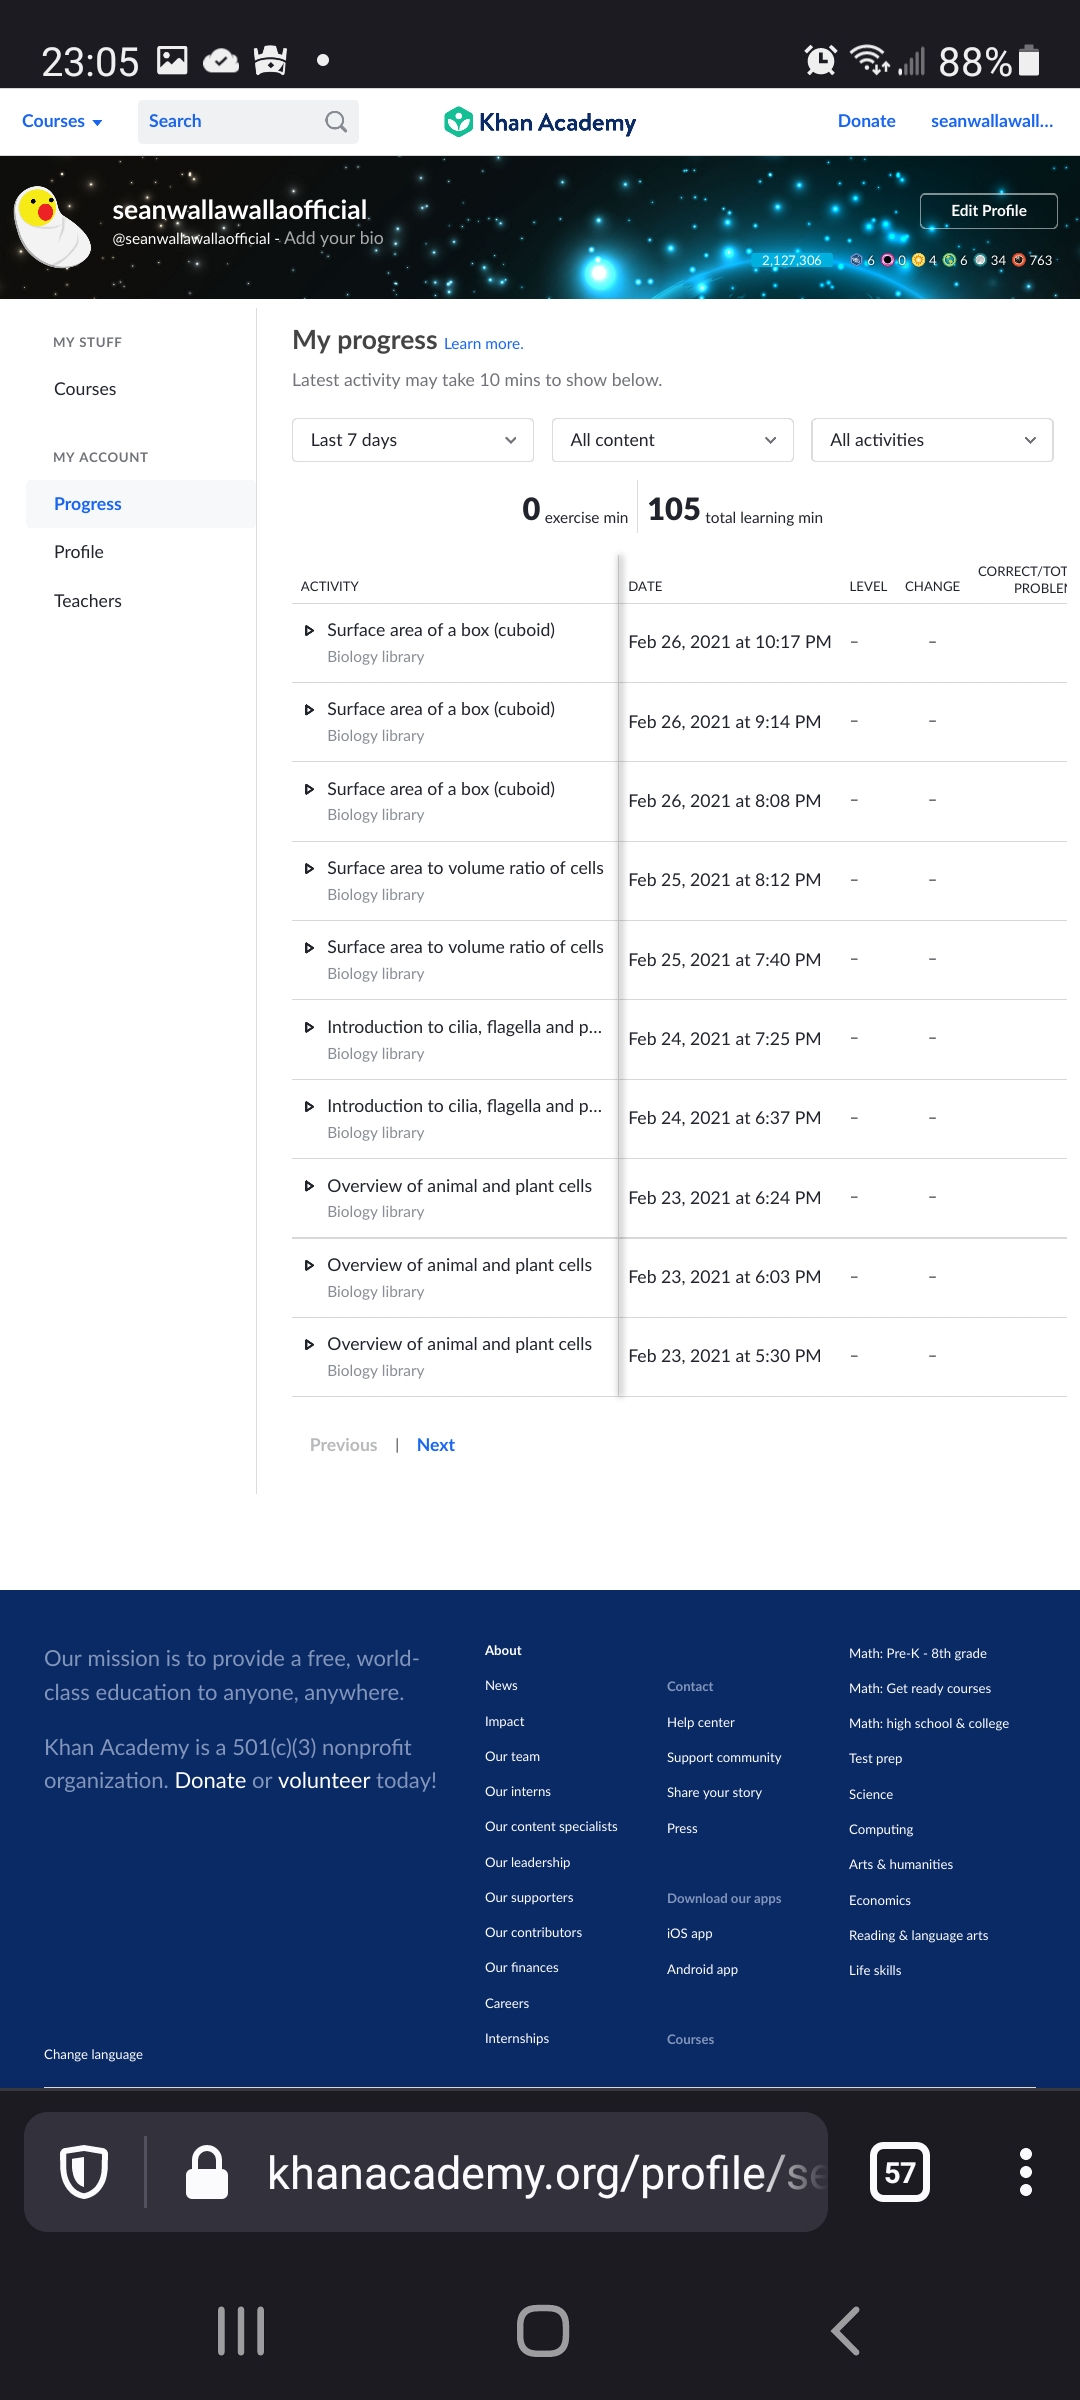 23:05
88%
Courses
Search
Khan Academy
Donate
seanwallawall...
seanwallawallaofficial
@seanwallawallaofficial - Add your bio
Edit Profile
2,127,306 6 0 4 6 34 763
MY STUFF
Courses
MY ACCOUNT
Progress
Profile
Teachers
My progress Learn more.
Latest activity may take 10 mins to show below.
Last 7 days
All content
All activities
0 exercise min
105 total learning min
ACTIVITY DATE LEVEL CHANGE CORRECT/TOT
PROBLEM
Surface area of a box (cuboid)
Biology library
Feb 26, 2021 at 10:17 PM – –
Surface area of a box (cuboid)
Biology library
Feb 26, 2021 at 9:14 PM – –
Surface area of a box (cuboid)
Biology library
Feb 26, 2021 at 8:08 PM – –
Surface area to volume ratio of cells
Biology library
Feb 25, 2021 at 8:12 PM – –
Surface area to volume ratio of cells
Biology library
Feb 25, 2021 at 7:40 PM – –
Introduction to cilia, flagella and p...
Biology library
Feb 24, 2021 at 7:25 PM – –
Introduction to cilia, flagella and p...
Biology library
Feb 24, 2021 at 6:37 PM – –
Overview of animal and plant cells
Biology library
Feb 23, 2021 at 6:24 PM – –
Overview of animal and plant cells
Biology library
Feb 23, 2021 at 6:03 PM – –
Overview of animal and plant cells
Biology library
Feb 23, 2021 at 5:30 PM – –
Previous | Next
Our mission is to provide a free, world-
class education to anyone, anywhere.
Khan Academy is a 501(c)(3) nonprofit
organization. Donate or volunteer today!
Change language
About
News
Impact
Our team
Our interns
Our content specialists
Our leadership
Our supporters
Our contributors
Our finances
Careers
Internships
Contact
Help center
Support community
Share your story
Press
Download our apps
iOS app
Android app
Courses
Math: Pre-K - 8th grade
Math: Get ready courses
Math: high school & college
Test prep
Science
Computing
Arts & humanities
Economics
Reading & language arts
Life skills
khanacademy.org/profile/se
57